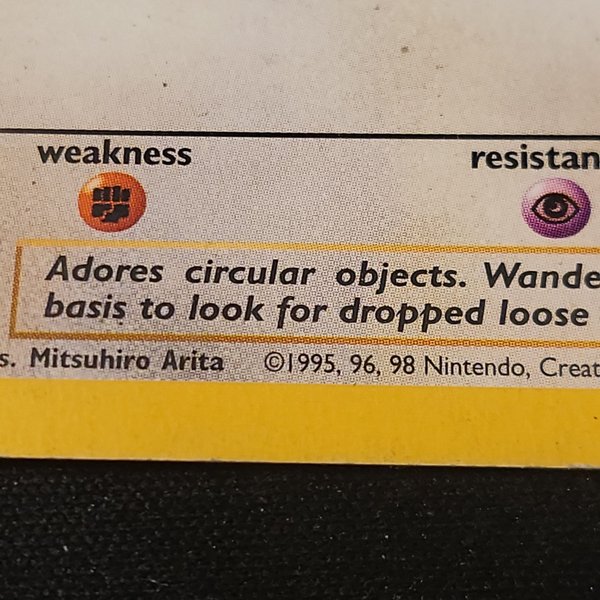 weakness resistan
Adores circular objects. Wande
basis to look for dropped loose
s. Mitsuhiro Arita ©1995, 96, 98 Nintendo, Creat